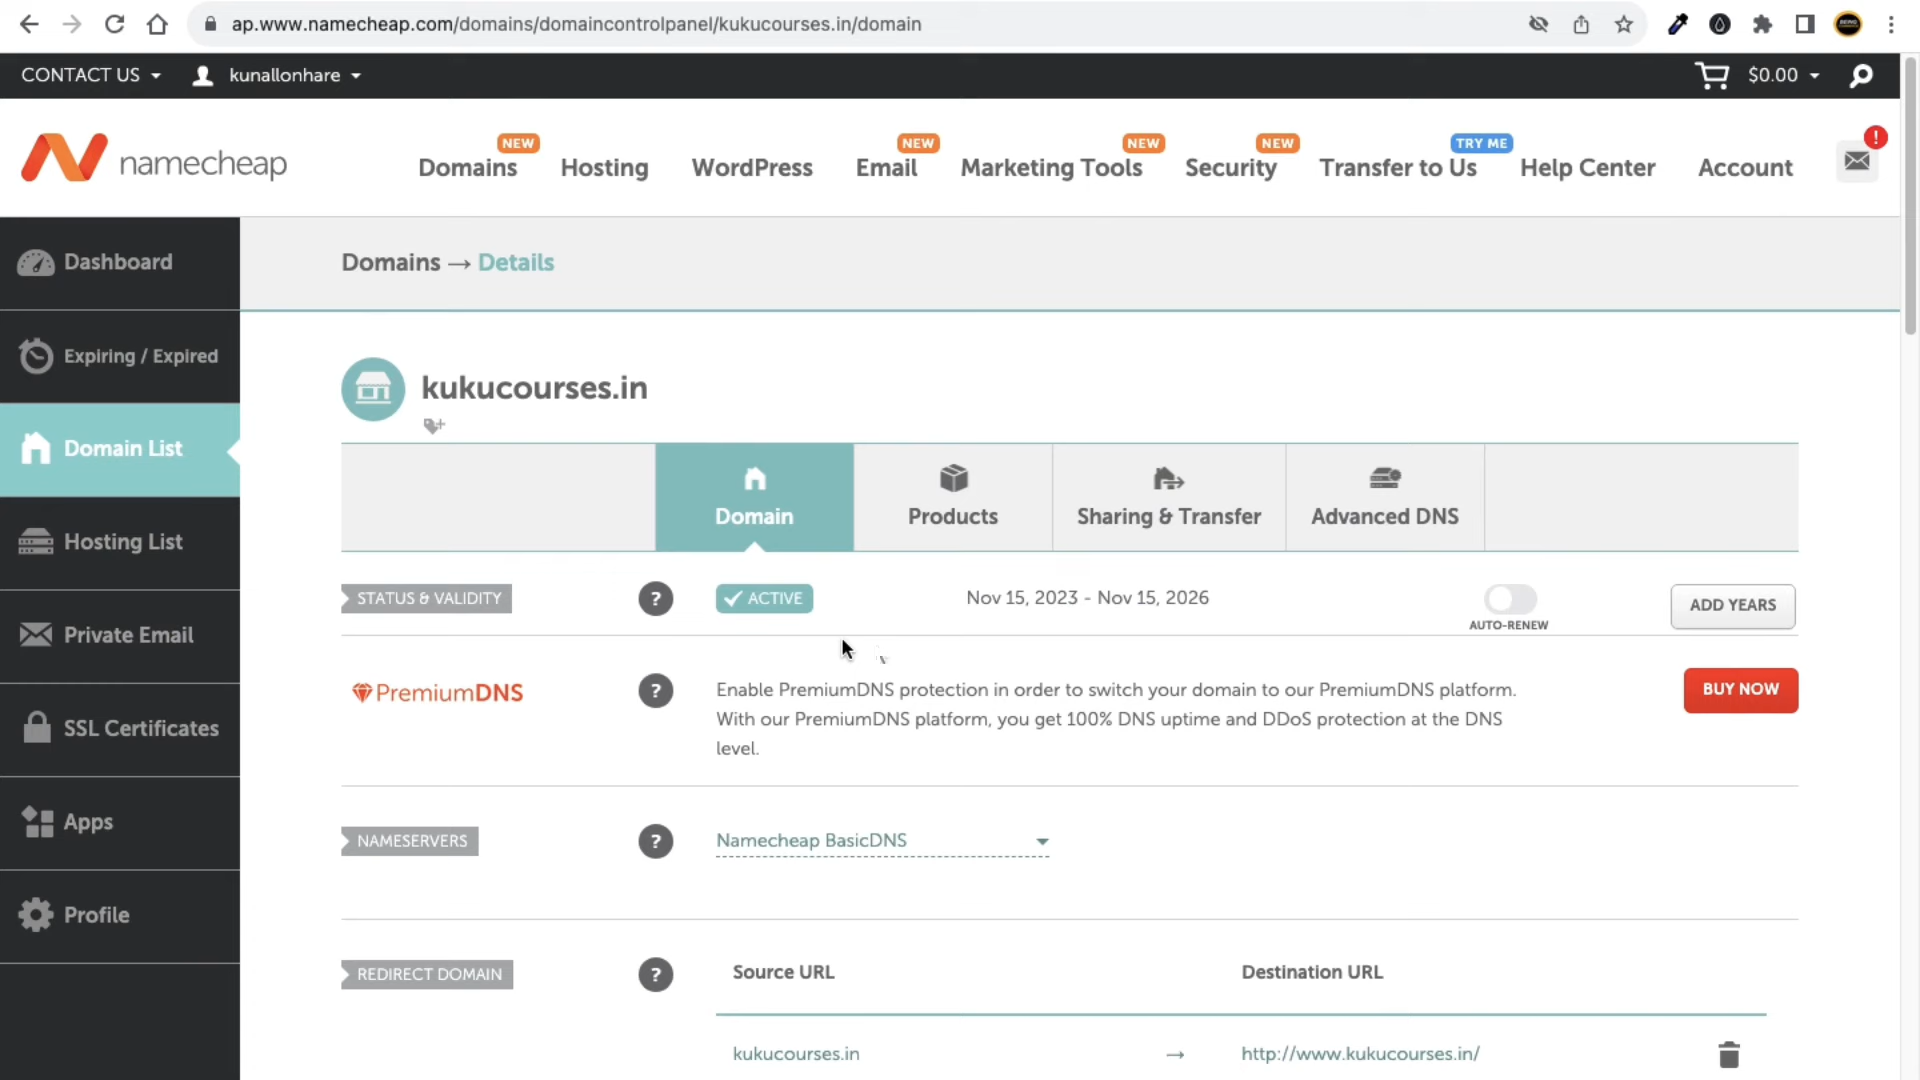 ap.www.namecheap.com/domains/domaincontrolpanel/kukucourses.in/domain
CONTACT US kunallonhare $0.00
namecheap
Domains NEW Hosting WordPress Email NEW Marketing Tools NEW Security NEW Transfer to Us TRY ME Help Center Account !
Dashboard
Expiring / Expired
Domain List
Hosting List
Private Email
SSL Certificates
Apps
Profile
Domains → Details
kukucourses.in
Domain Products Sharing & Transfer Advanced DNS
STATUS & VALIDITY ? ACTIVE Nov 15, 2023 - Nov 15, 2026 AUTO-RENEW ADD YEARS
PremiumDNS ? Enable PremiumDNS protection in order to switch your domain to our PremiumDNS platform. BUY NOW
With our PremiumDNS platform, you get 100% DNS uptime and DDoS protection at the DNS
level.
NAMESERVERS ? Namecheap BasicDNS
REDIRECT DOMAIN ? Source URL Destination URL
kukucourses.in → http://www.kukucourses.in/